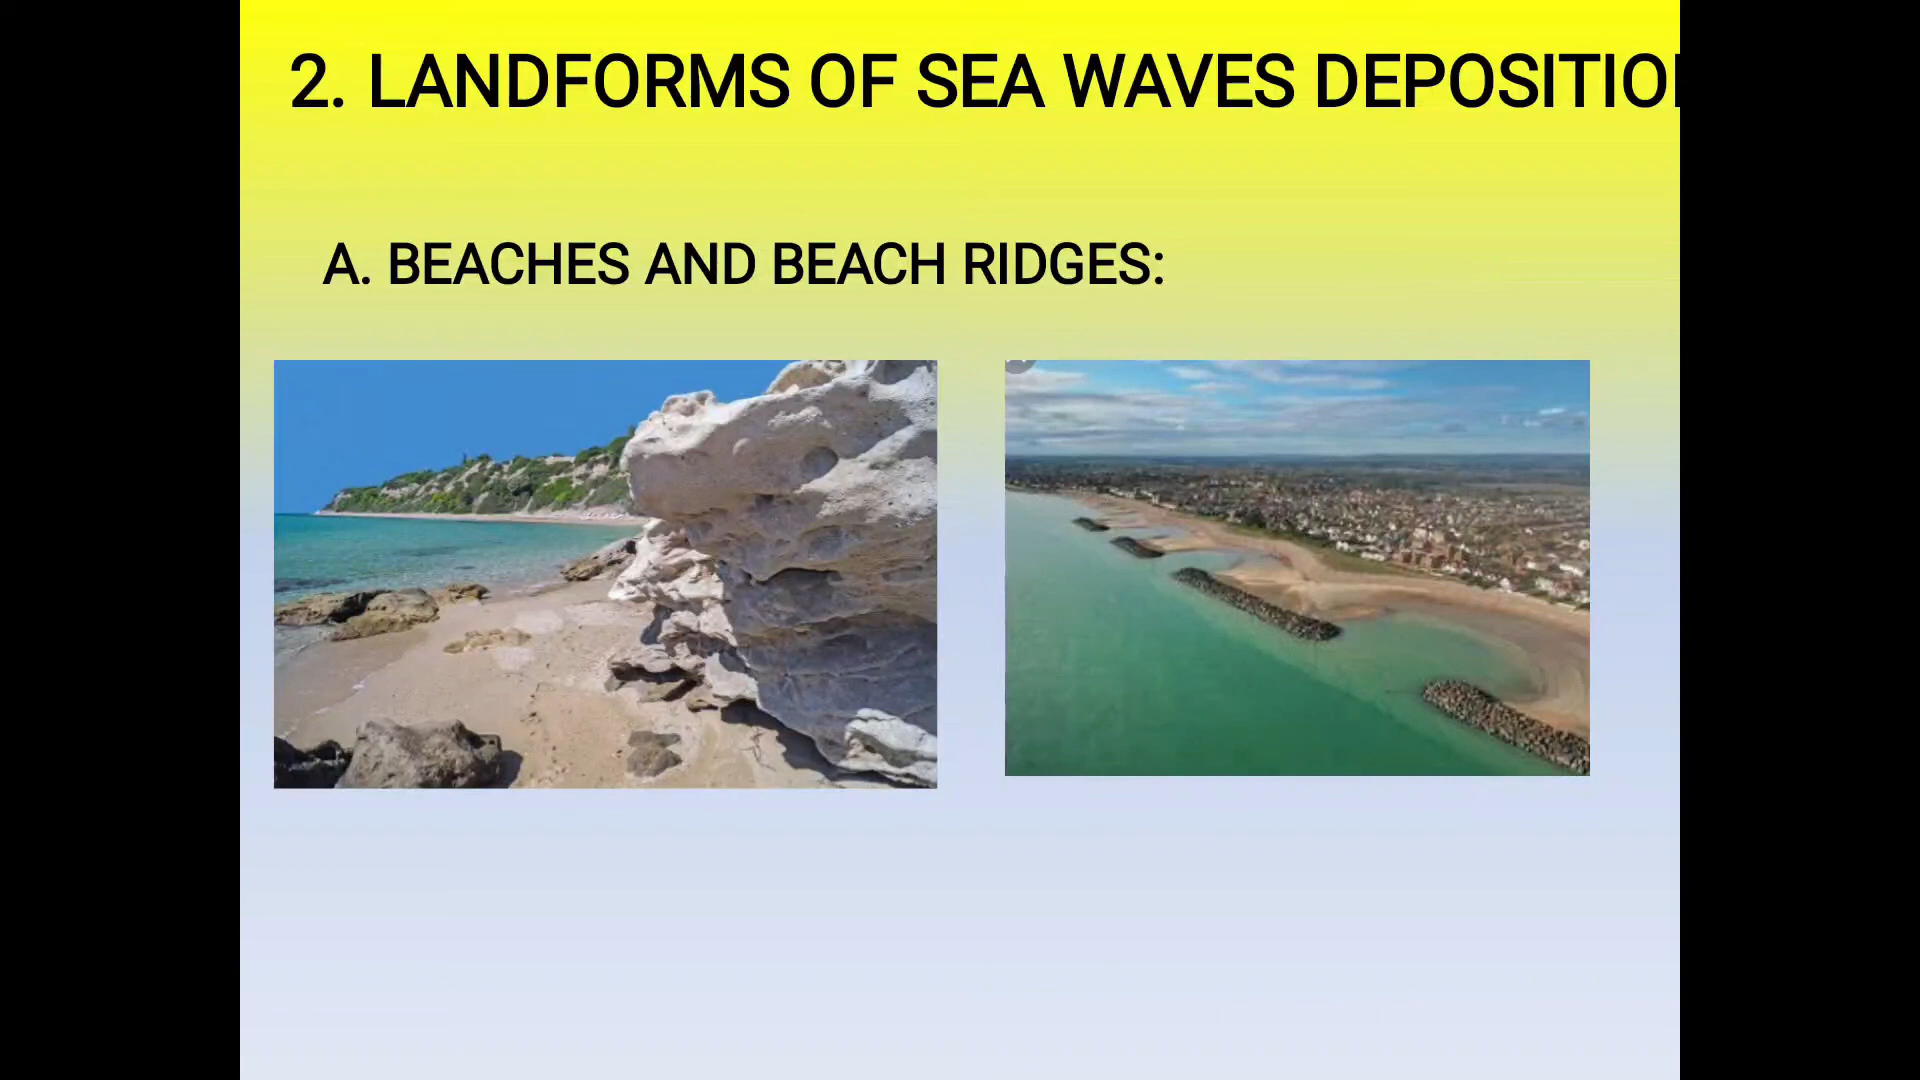 2. LANDFORMS OF SEA WAVES DEPOSITIO
A. BEACHES AND BEACH RIDGES: